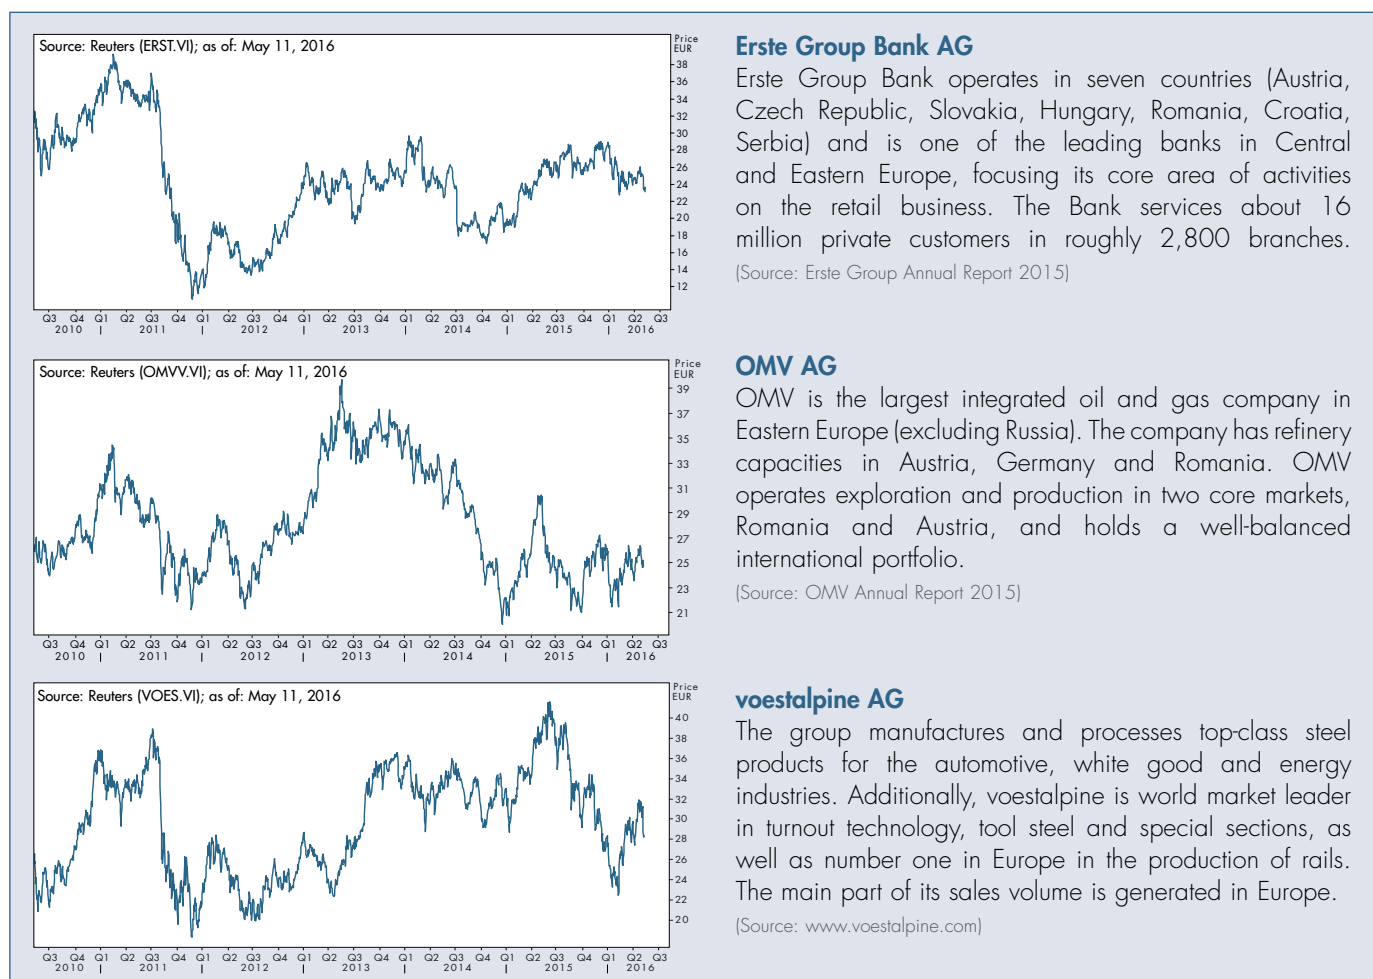 Source: Reuters (ERST.VI); as of: May 11, 2016
Price
EUR
38
36
34
32
30
28
26
24
22
20
18
16
14
12
Q3 Q4 Q1 Q2 Q3 Q4 Q1 Q2 Q3 Q4 Q1 Q2 Q3 Q4 Q1 Q2 Q3 Q4 Q1 Q2 Q3 Q4 Q1 Q2 Q3
2010 2011 2012 2013 2014 2015 2016
Erste Group Bank AG
Erste Group Bank operates in seven countries (Austria,
Czech Republic, Slovakia, Hungary, Romania, Croatia,
Serbia) and is one of the leading banks in Central
and Eastern Europe, focusing its core area of activities
on the retail business. The Bank services about 16
million private customers in roughly 2,800 branches.
(Source: Erste Group Annual Report 2015)
Source: Reuters (OMVV.VI); as of: May 11, 2016
Price
EUR
39
37
35
33
31
29
27
25
23
21
Q3 Q4 Q1 Q2 Q3 Q4 Q1 Q2 Q3 Q4 Q1 Q2 Q3 Q4 Q1 Q2 Q3 Q4 Q1 Q2 Q3 Q4 Q1 Q2 Q3
2010 2011 2012 2013 2014 2015 2016
OMV AG
OMV is the largest integrated oil and gas company in
Eastern Europe (excluding Russia). The company has refinery
capacities in Austria, Germany and Romania. OMV
operates exploration and production in two core markets,
Romania and Austria, and holds a well-balanced
international portfolio.
(Source: OMV Annual Report 2015)
Source: Reuters (VOES.VI); as of: May 11, 2016
Price
EUR
40
38
36
34
32
30
28
26
24
22
20
Q3 Q4 Q1 Q2 Q3 Q4 Q1 Q2 Q3 Q4 Q1 Q2 Q3 Q4 Q1 Q2 Q3 Q4 Q1 Q2 Q3 Q4 Q1 Q2 Q3
2010 2011 2012 2013 2014 2015 2016
voestalpine AG
The group manufactures and processes top-class steel
products for the automotive, white good and energy
industries. Additionally, voestalpine is world market leader
in turnout technology, tool steel and special sections, as
well as number one in Europe in the production of rails.
The main part of its sales volume is generated in Europe.
(Source: www.voestalpine.com)